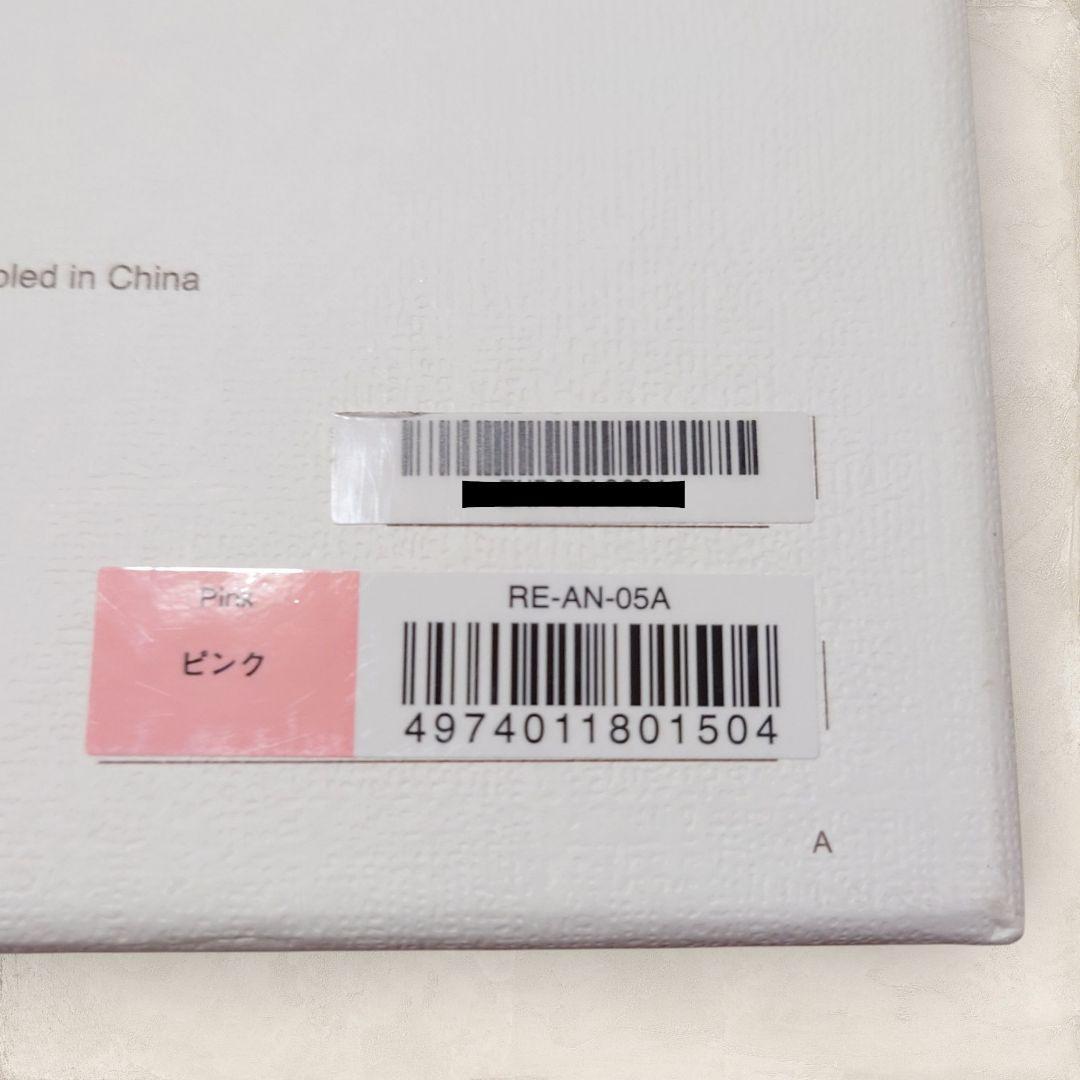 bled in China
Pink
ピンク
RE-AN-05A
4974011801504
A